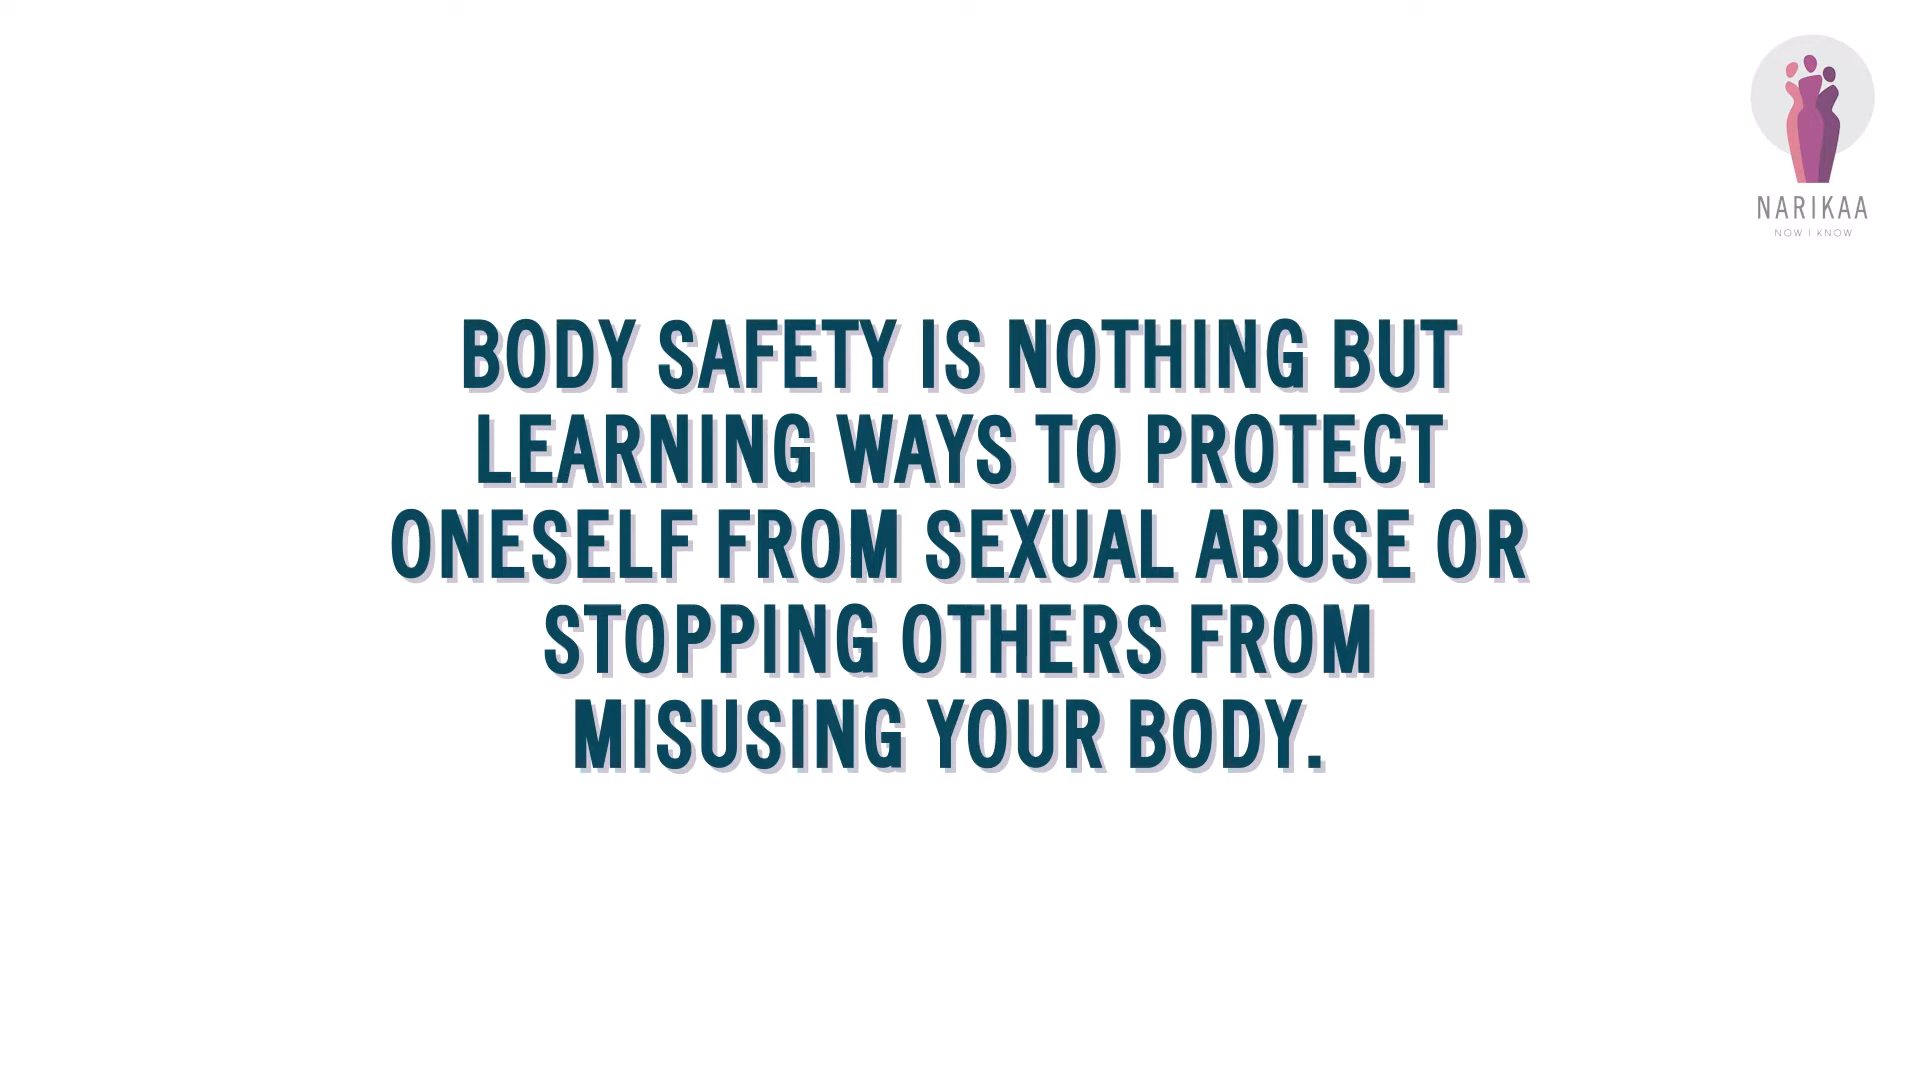 NARIKAA
NOW I KNOW
BODY SAFETY IS NOTHING BUT
LEARNING WAYS TO PROTECT
ONESELF FROM SEXUAL ABUSE OR
STOPPING OTHERS FROM
MISUSING YOUR BODY.